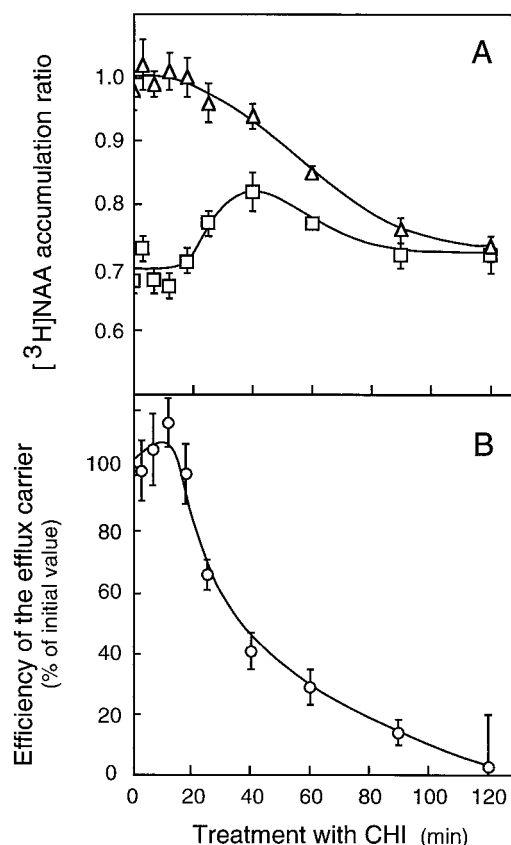 A
[³H]NAA accumulation ratio
1.0
0.9
0.8
0.7
0.6
B
Efficiency of the efflux carrier
(% of initial value)
100
80
60
40
20
0
0 20 40 60 80 100 120
Treatment with CHI (min)